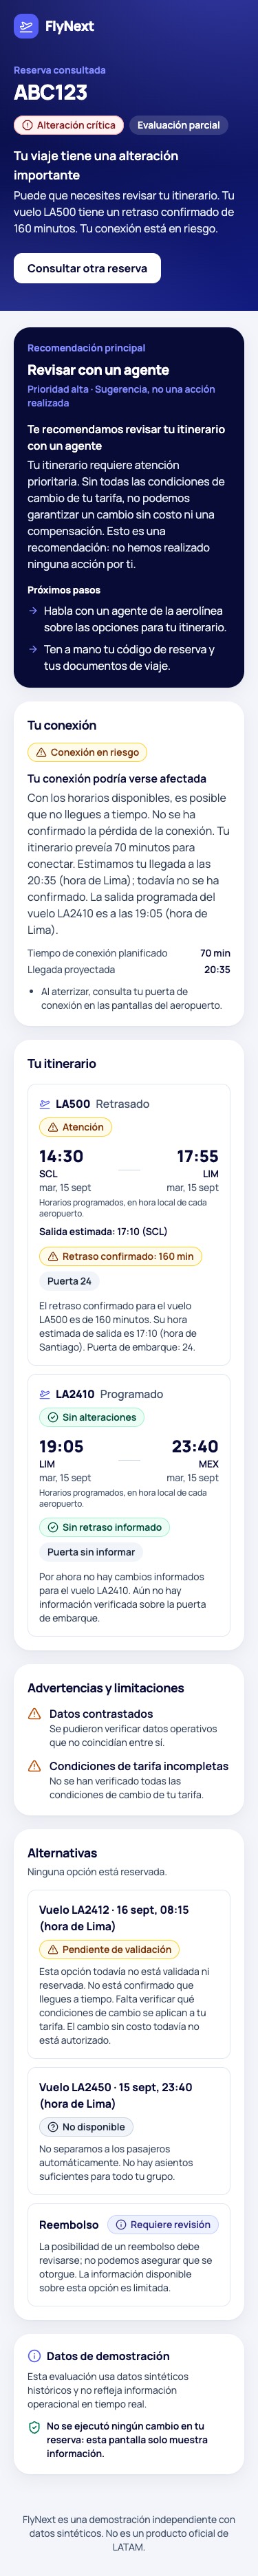 FlyNext
Reserva consultada
ABC123
Alteración crítica
Evaluación parcial
Tu viaje tiene una alteración
importante
Puede que necesites revisar tu itinerario. Tu
vuelo LA500 tiene un retraso confirmado de
160 minutos. Tu conexión está en riesgo.
Consultar otra reserva
Recomendación principal
Revisar con un agente
Prioridad alta · Sugerencia, no una acción
realizada
Te recomendamos revisar tu itinerario
con un agente
Tu itinerario requiere atención
prioritaria. Sin todas las condiciones de
cambio de tu tarifa, no podemos
garantizar un cambio sin costo ni una
compensación. Esto es una
recomendación: no hemos realizado
ninguna acción por ti.
Próximos pasos
→ Habla con un agente de la aerolínea
sobre las opciones para tu itinerario.
→ Ten a mano tu código de reserva y
tus documentos de viaje.
Tu conexión
Conexión en riesgo
Tu conexión podría verse afectada
Con los horarios disponibles, es posible
que no llegues a tiempo. No se ha
confirmado la pérdida de la conexión. Tu
itinerario preveía 70 minutos para
conectar. Estimamos tu llegada a las
20:35 (hora de Lima); todavía no se ha
confirmado. La salida programada del
vuelo LA2410 es a las 19:05 (hora de
Lima).
Tiempo de conexión planificado 70 min
Llegada proyectada 20:35
• Al aterrizar, consulta tu puerta de
conexión en las pantallas del aeropuerto.
Tu itinerario
LA500 Retrasado
Atención
14:30 17:55
SCL LIM
mar, 15 sept mar, 15 sept
Horarios programados, en hora local de cada
aeropuerto.
Salida estimada: 17:10 (SCL)
Retraso confirmado: 160 min
Puerta 24
El retraso confirmado para el vuelo
LA500 es de 160 minutos. Su hora
estimada de salida es 17:10 (hora de
Santiago). Puerta de embarque: 24.
LA2410 Programado
Sin alteraciones
19:05 23:40
LIM MEX
mar, 15 sept mar, 15 sept
Horarios programados, en hora local de cada
aeropuerto.
Sin retraso informado
Puerta sin informar
Por ahora no hay cambios informados
para el vuelo LA2410. Aún no hay
información verificada sobre la puerta
de embarque.
Advertencias y limitaciones
Datos contrastados
Se pudieron verificar datos operativos
que no coincidían entre sí.
Condiciones de tarifa incompletas
No se han verificado todas las
condiciones de cambio de tu tarifa.
Alternativas
Ninguna opción está reservada.
Vuelo LA2412 · 16 sept, 08:15
(hora de Lima)
Pendiente de validación
Esta opción todavía no está validada ni
reservada. No está confirmado que
llegues a tiempo. Falta verificar qué
condiciones de cambio se aplican a tu
tarifa. El cambio sin costo todavía no
está autorizado.
Vuelo LA2450 · 15 sept, 23:40
(hora de Lima)
No disponible
No separamos a los pasajeros
automáticamente. No hay asientos
suficientes para todo tu grupo.
Reembolso
Requiere revisión
La posibilidad de un reembolso debe
revisarse; no podemos asegurar que se
otorgue. La información disponible
sobre esta opción es limitada.
Datos de demostración
Esta evaluación usa datos sintéticos
históricos y no refleja información
operacional en tiempo real.
No se ejecutó ningún cambio en tu
reserva: esta pantalla solo muestra
información.
FlyNext es una demostración independiente con
datos sintéticos. No es un producto oficial de
LATAM.